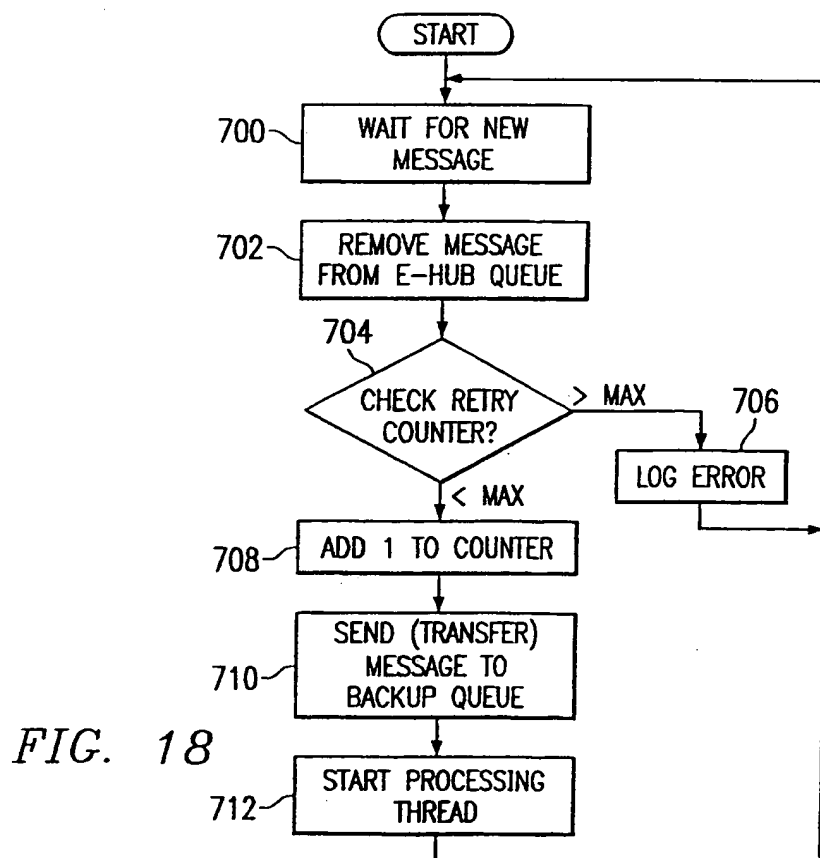 START
700
WAIT FOR NEW
MESSAGE
702
REMOVE MESSAGE
FROM E-HUB QUEUE
704
CHECK RETRY
COUNTER?
> MAX
706
LOG ERROR
< MAX
708
ADD 1 TO COUNTER
710
SEND (TRANSFER)
MESSAGE TO
BACKUP QUEUE
FIG. 18
712
START PROCESSING
THREAD